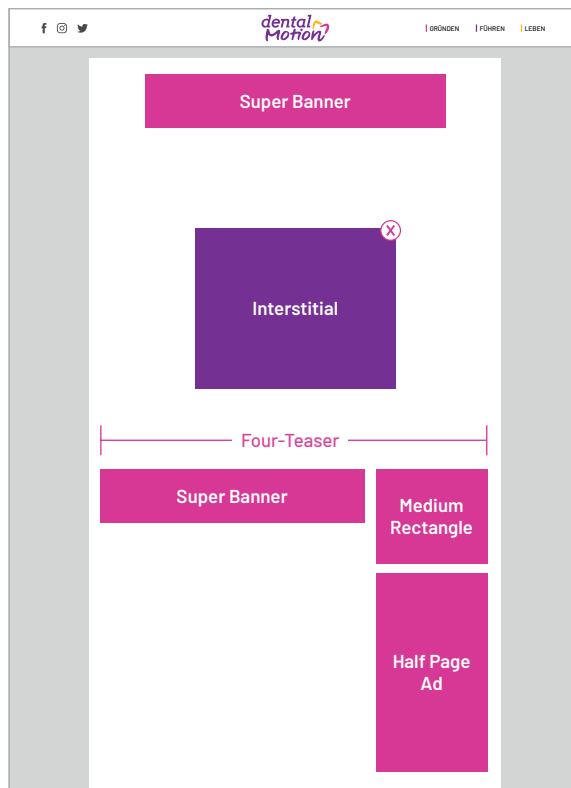 dental
Motion
GRÜNDEN
FÜHREN
LEBEN
Super Banner
X
Interstitial
Four-Teaser
Super Banner
Medium
Rectangle
Half Page
Ad